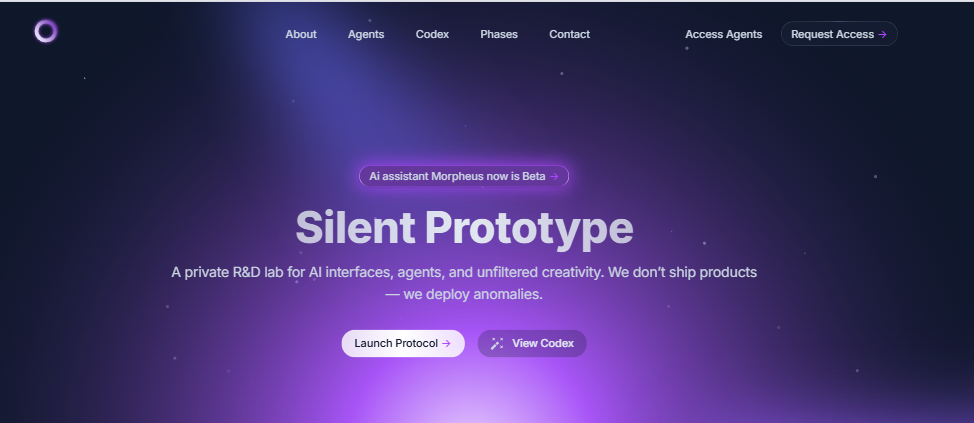 About
Agents
Codex
Phases
Contact
Access Agents
Request Access →
Ai assistant Morpheus now is Beta →
Silent Prototype
A private R&D lab for AI interfaces, agents, and unfiltered creativity. We don’t ship products
— we deploy anomalies.
Launch Protocol →
View Codex